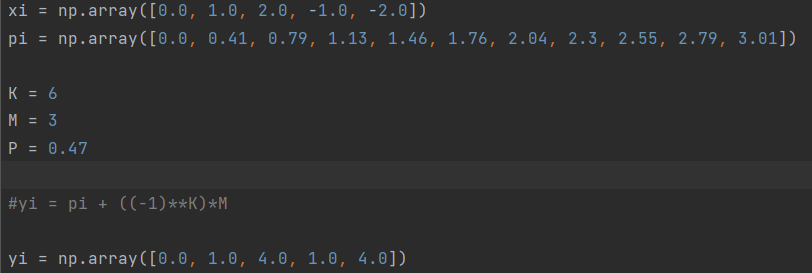 xi = np.array([0.0, 1.0, 2.0, -1.0, -2.0])
pi = np.array([0.0, 0.41, 0.79, 1.13, 1.46, 1.76, 2.04, 2.3, 2.55, 2.79, 3.01])
K = 6
M = 3
P = 0.47
#yi = pi + ((-1)**K)*M
yi = np.array([0.0, 1.0, 4.0, 1.0, 4.0])